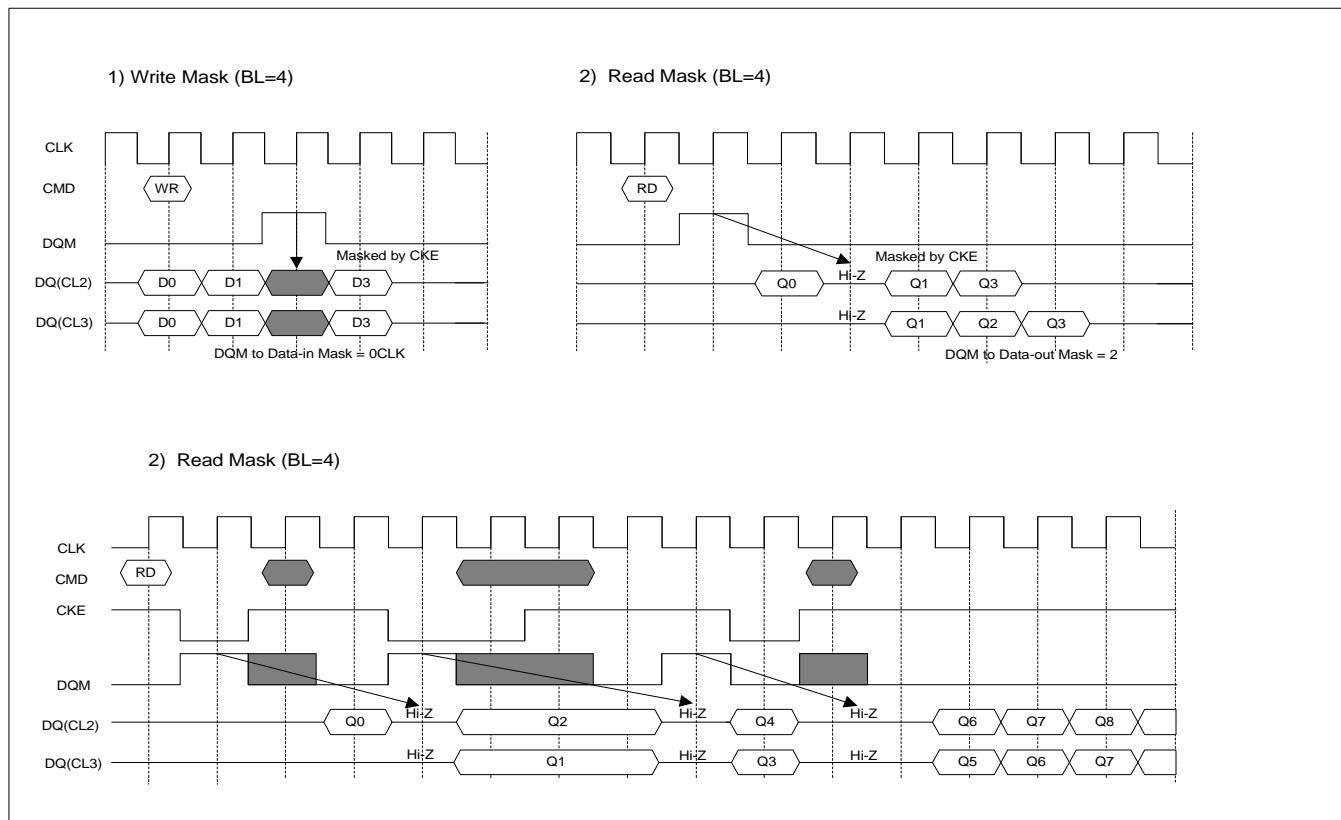 1) Write Mask (BL=4)
2) Read Mask (BL=4)
CLK
CMD
WR
RD
DQM
Masked by CKE
Masked by CKE
DQ(CL2)
D0 D1 D3
Hi-Z
Q0 Q1 Q3
DQ(CL3)
D0 D1 D3
Hi-Z
Q1 Q2 Q3
DQM to Data-in Mask = 0CLK
DQM to Data-out Mask = 2
2) Read Mask (BL=4)
CLK
CMD
RD
CKE
DQM
DQ(CL2)
Q0 Hi-Z Q2 Hi-Z Q4 Hi-Z Q6 Q7 Q8
DQ(CL3)
Hi-Z Q1 Hi-Z Q3 Hi-Z Q5 Q6 Q7